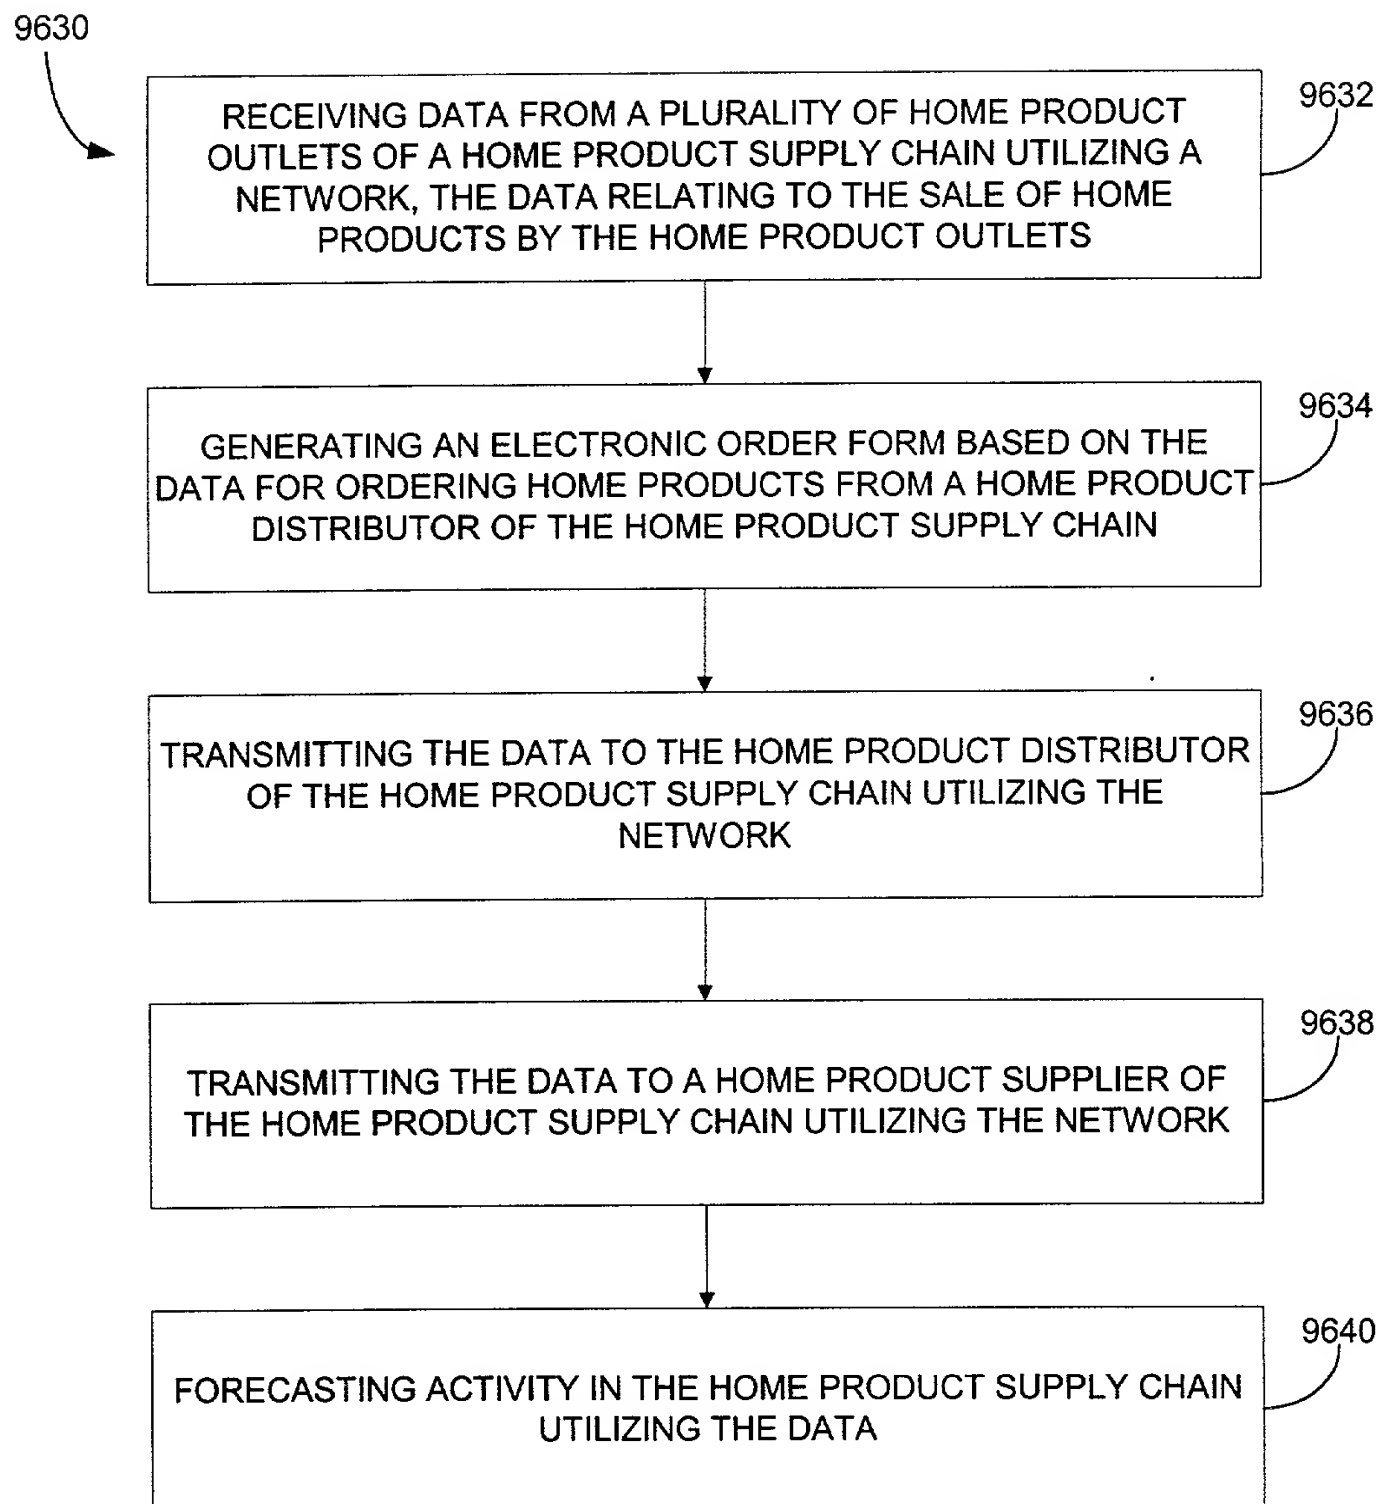 9630
9632
RECEIVING DATA FROM A PLURALITY OF HOME PRODUCT
OUTLETS OF A HOME PRODUCT SUPPLY CHAIN UTILIZING A
NETWORK, THE DATA RELATING TO THE SALE OF HOME
PRODUCTS BY THE HOME PRODUCT OUTLETS
9634
GENERATING AN ELECTRONIC ORDER FORM BASED ON THE
DATA FOR ORDERING HOME PRODUCTS FROM A HOME PRODUCT
DISTRIBUTOR OF THE HOME PRODUCT SUPPLY CHAIN
9636
TRANSMITTING THE DATA TO THE HOME PRODUCT DISTRIBUTOR
OF THE HOME PRODUCT SUPPLY CHAIN UTILIZING THE
NETWORK
9638
TRANSMITTING THE DATA TO A HOME PRODUCT SUPPLIER OF
THE HOME PRODUCT SUPPLY CHAIN UTILIZING THE NETWORK
9640
FORECASTING ACTIVITY IN THE HOME PRODUCT SUPPLY CHAIN
UTILIZING THE DATA